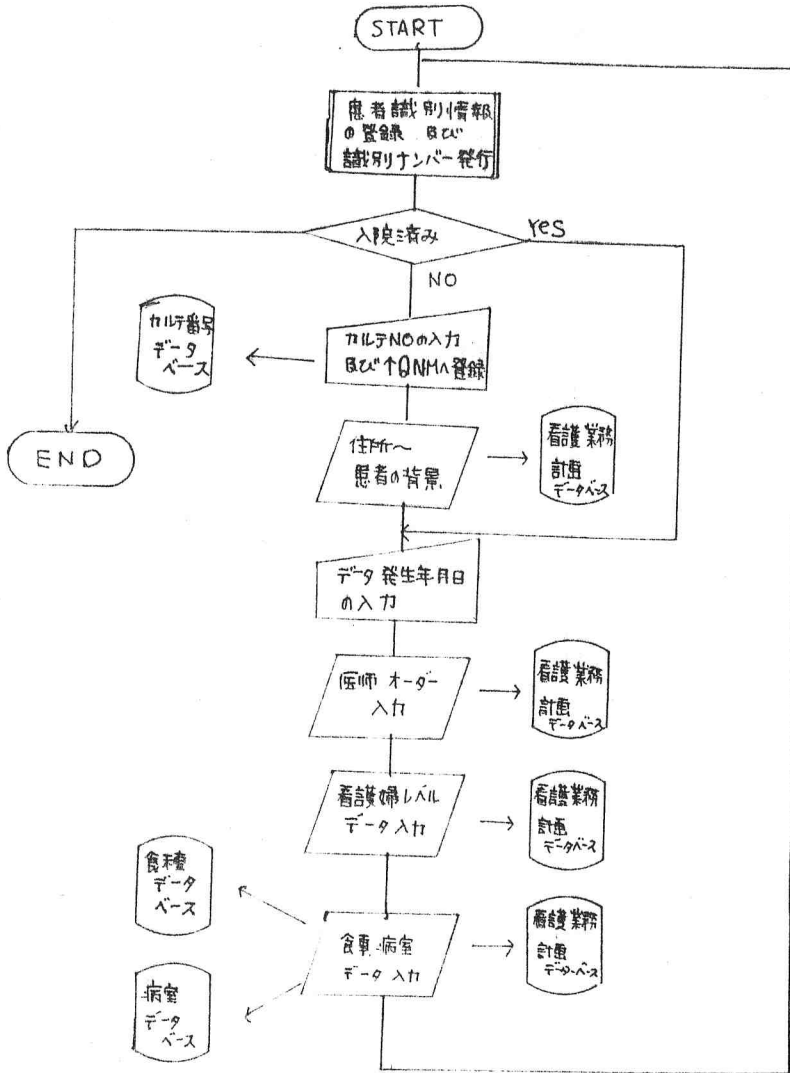 START
患者識別情報
の登録 及び
識別ナンバー発行
入院済み
Yes
NO
カルテNOの入力
及び↑QNMへ登録
カルテ番号
データ
ベース
住所～
患者の背景
看護業務
計画
データベース
END
データ発生年月日
の入力
医師オーダー
入力
看護業務
計画
データベース
看護婦レベル
データ入力
看護業務
計画
データベース
食種
データ
ベース
食事・病室
データ入力
看護業務
計画
データーベース
病室
データ
ベース